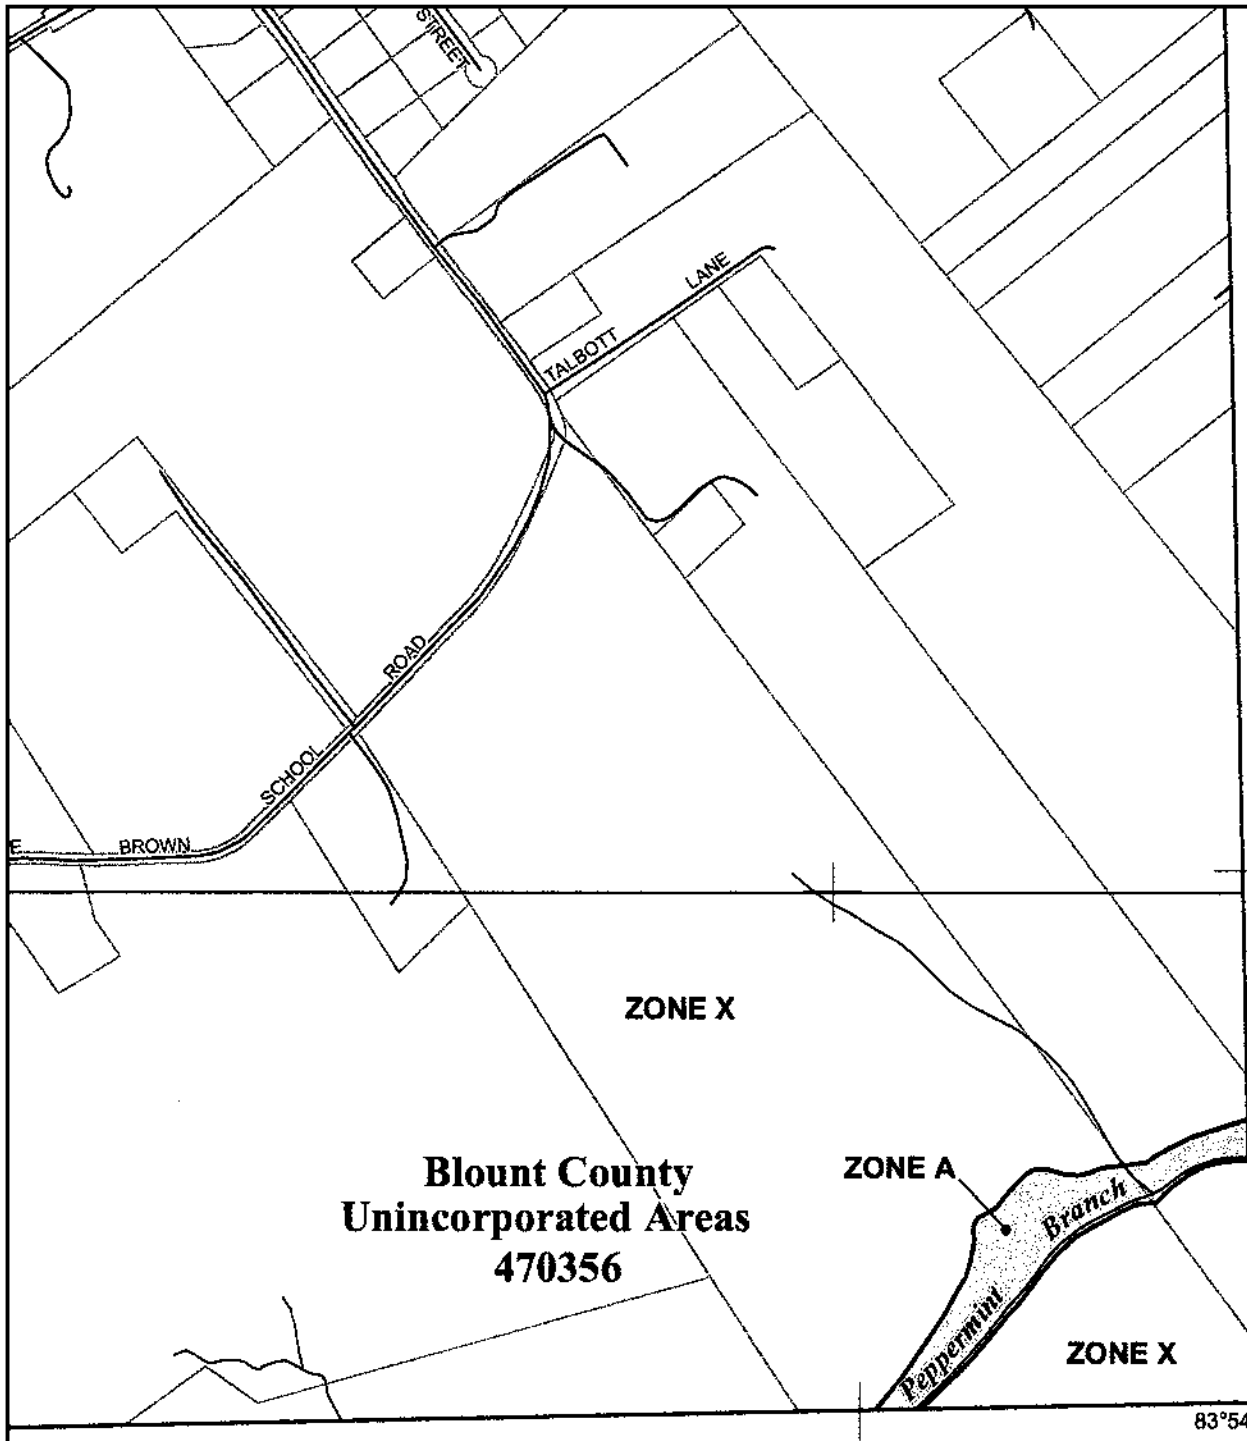 STREET
LANE
TALBOTT
ROAD
SCHOOL
E
BROWN
ZONE X
Blount County
Unincorporated Areas
470356
ZONE A
Peppermint Branch
ZONE X
83°54